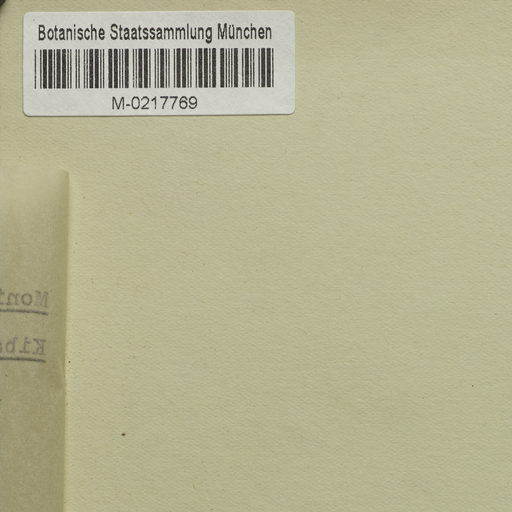 Botanische Staatssammlung München
M-0217769